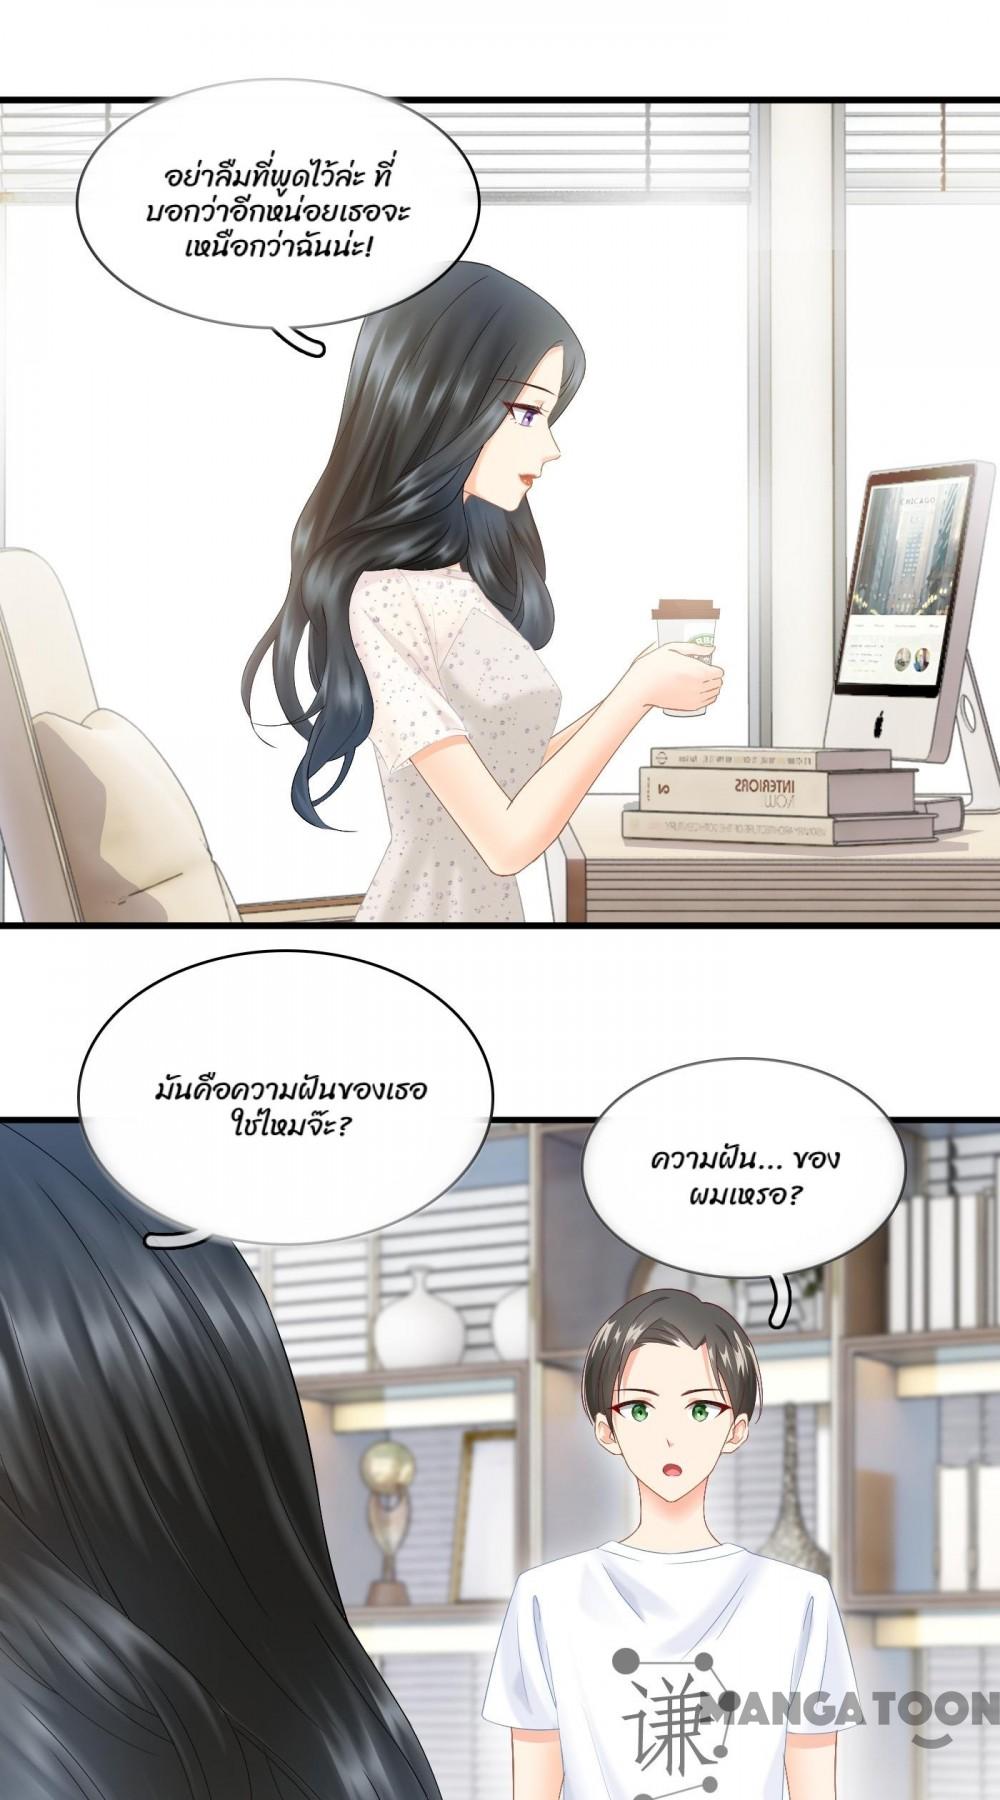 อย่าลืมที่พูดไว้ล่ะ ที่
บอกว่าอีกหน่อยเธอจะ
เหนือกว่าฉันน่ะ!
CHICAGO
INTERIORS
NOW
2
มันคือความฝันของเธอ
ใช่ไหมจ๊ะ?
ความฝัน... ของ
ผมเหรอ?
谦
MANGATOON